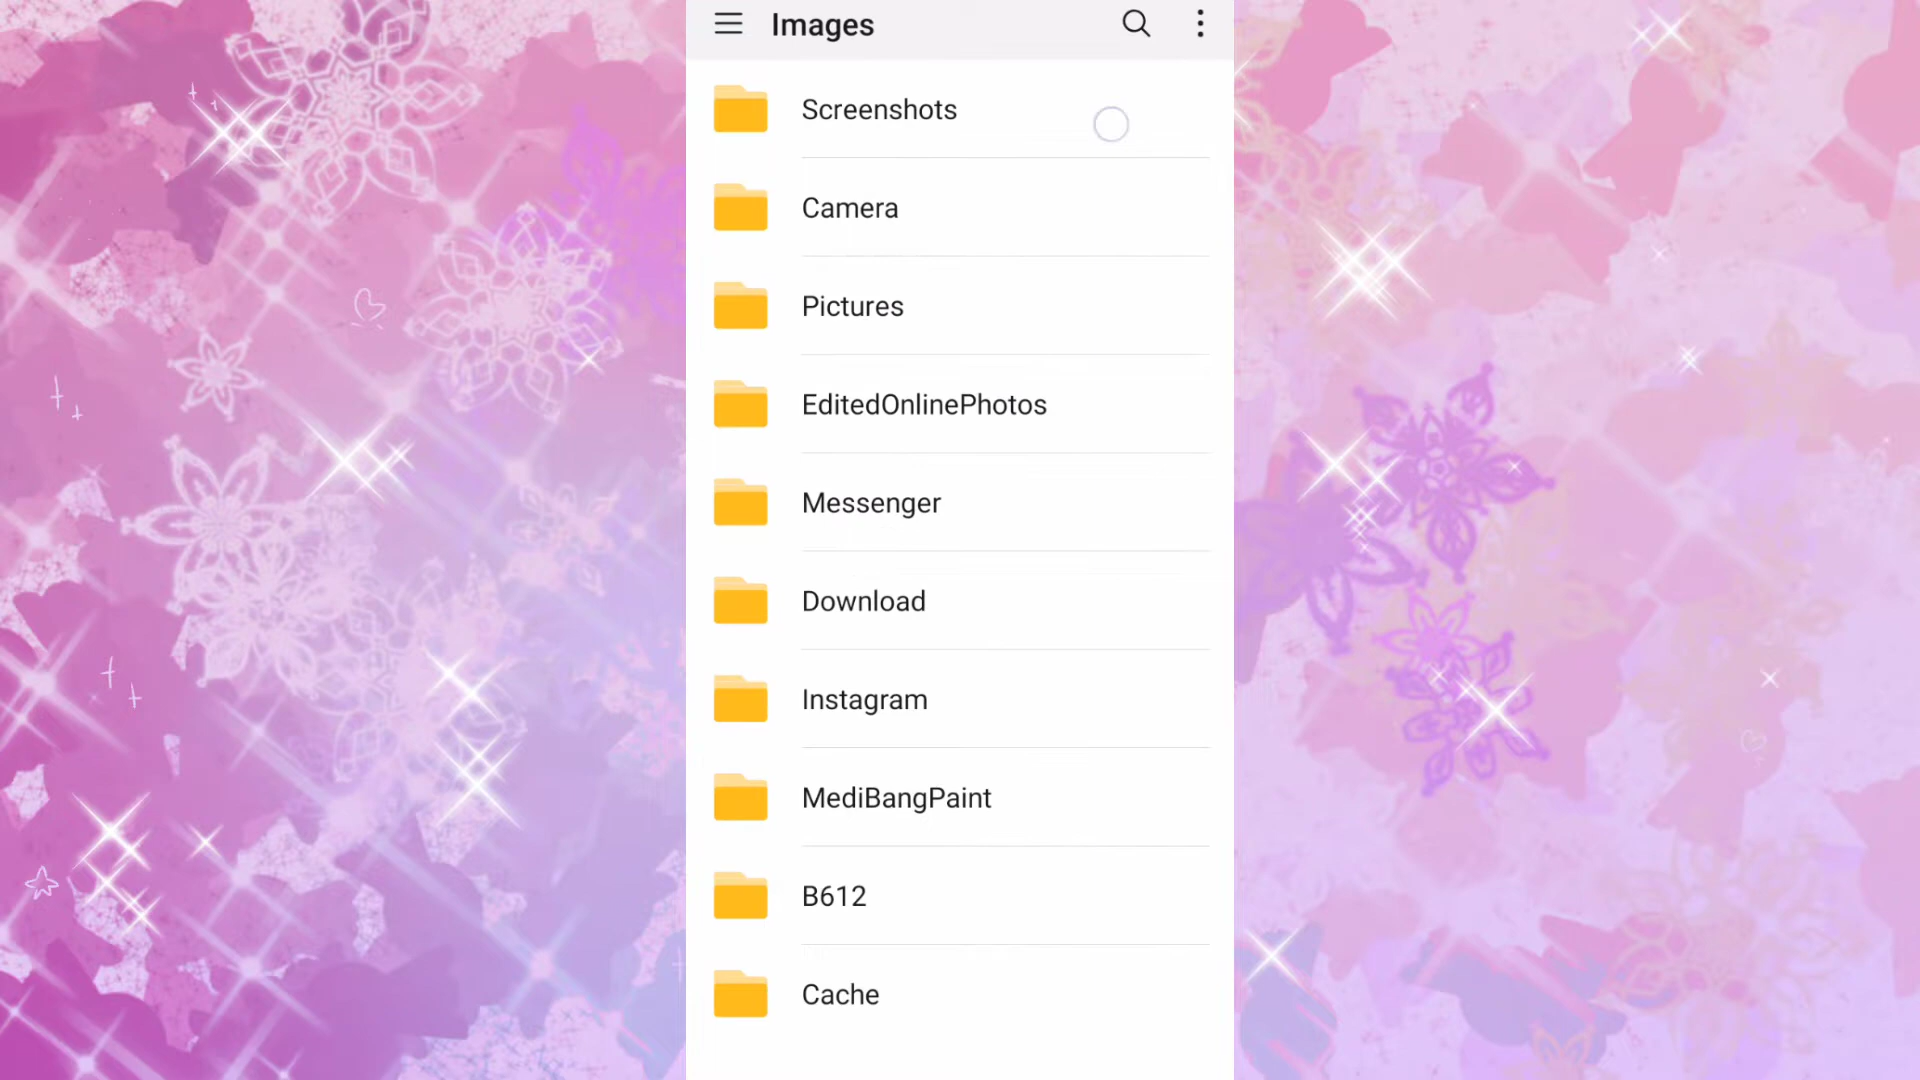 Images
Screenshots
Camera
Pictures
EditedOnlinePhotos
Messenger
Download
Instagram
MediBangPaint
B612
Cache